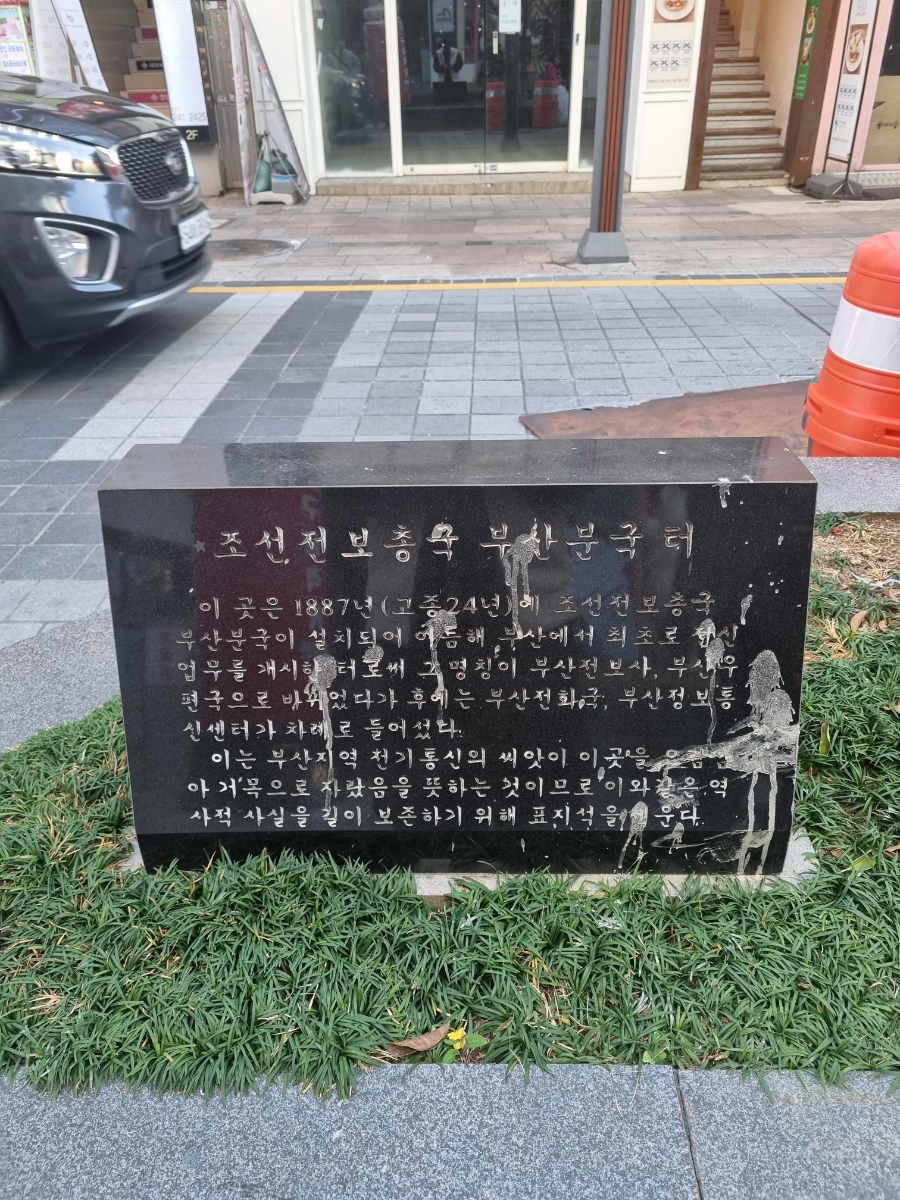 조선전보총국 부산분국 터
이 곳은 1887년(고종24년)에 조선전보총국
부산분국이 설치되어 이듬해 부산에서 최초로 전신
업무를 개시한 터로써 그 명칭이 부산전보사, 부산우
편국으로 바뀌었다가 후에는 부산전화국, 부산정보통
신센터가 차례로 들어섰다.
이는 부산지역 전기통신의 씨앗이 이곳을
아 거목으로 자랐음을 뜻하는 것이므로 이와같은 역
사적 사실을 길이 보존하기 위해 표지석을 세운다.
2F